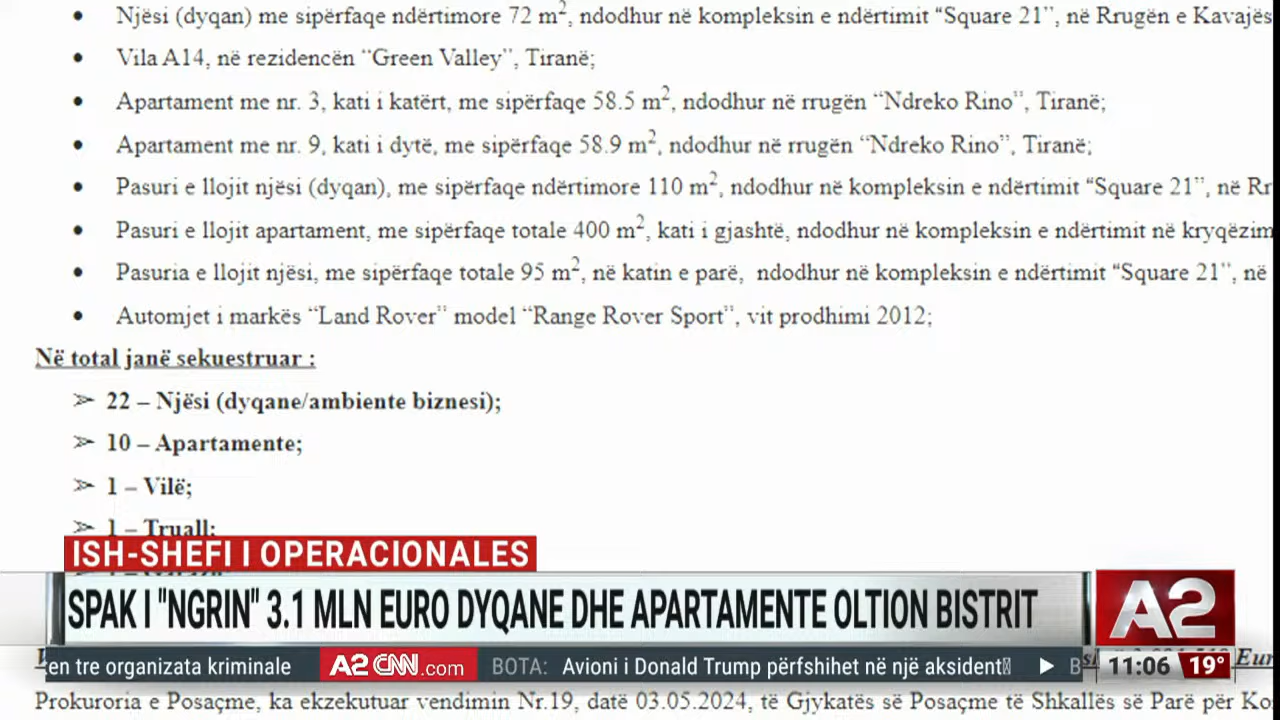 • Njësi (dyqan) me sipërfaqe ndërtimore 72 m², ndodhur në kompleksin e ndërtimit “Square 21”, në Rrugën e Kavajës
• Vila A14, në rezidencën “Green Valley”, Tiranë;
• Apartament me nr. 3, kati i katërt, me sipërfaqe 58.5 m², ndodhur në rrugën “Ndreko Rino”, Tiranë;
• Apartament me nr. 9, kati i dytë, me sipërfaqe 58.9 m², ndodhur në rrugën “Ndreko Rino”, Tiranë;
• Pasuri e llojit njësi (dyqan), me sipërfaqe ndërtimore 110 m², ndodhur në kompleksin e ndërtimit “Square 21”, në Rr
• Pasuri e llojit apartament, me sipërfaqe totale 400 m², kati i gjashtë, ndodhur në kompleksin e ndërtimit në kryqëzim
• Pasuria e llojit njësi, me sipërfaqe totale 95 m², në katin e parë, ndodhur në kompleksin e ndërtimit “Square 21”, në
• Automjet i markës “Land Rover” model “Range Rover Sport”, vit prodhimi 2012;
Në total janë sekuestruar :
➢ 22 – Njësi (dyqane/ambiente biznesi);
➢ 10 – Apartamente;
➢ 1 – Vilë;
➢ 1 – Truall;
ISH-SHEFI I OPERACIONALES
SPAK I "NGRIN" 3.1 MLN EURO DYQANE DHE APARTAMENTE OLTION BISTRIT
A2
zen tre organizata kriminale A2 CNN.com BOTA: Avioni i Donald Trump përfshihet në një aksident ▶ B 11:06 19° Eur
Prokuroria e Posaçme, ka ekzekutuar vendimin Nr.19, datë 03.05.2024, të Gjykatës së Posaçme të Shkallës së Parë për Ko